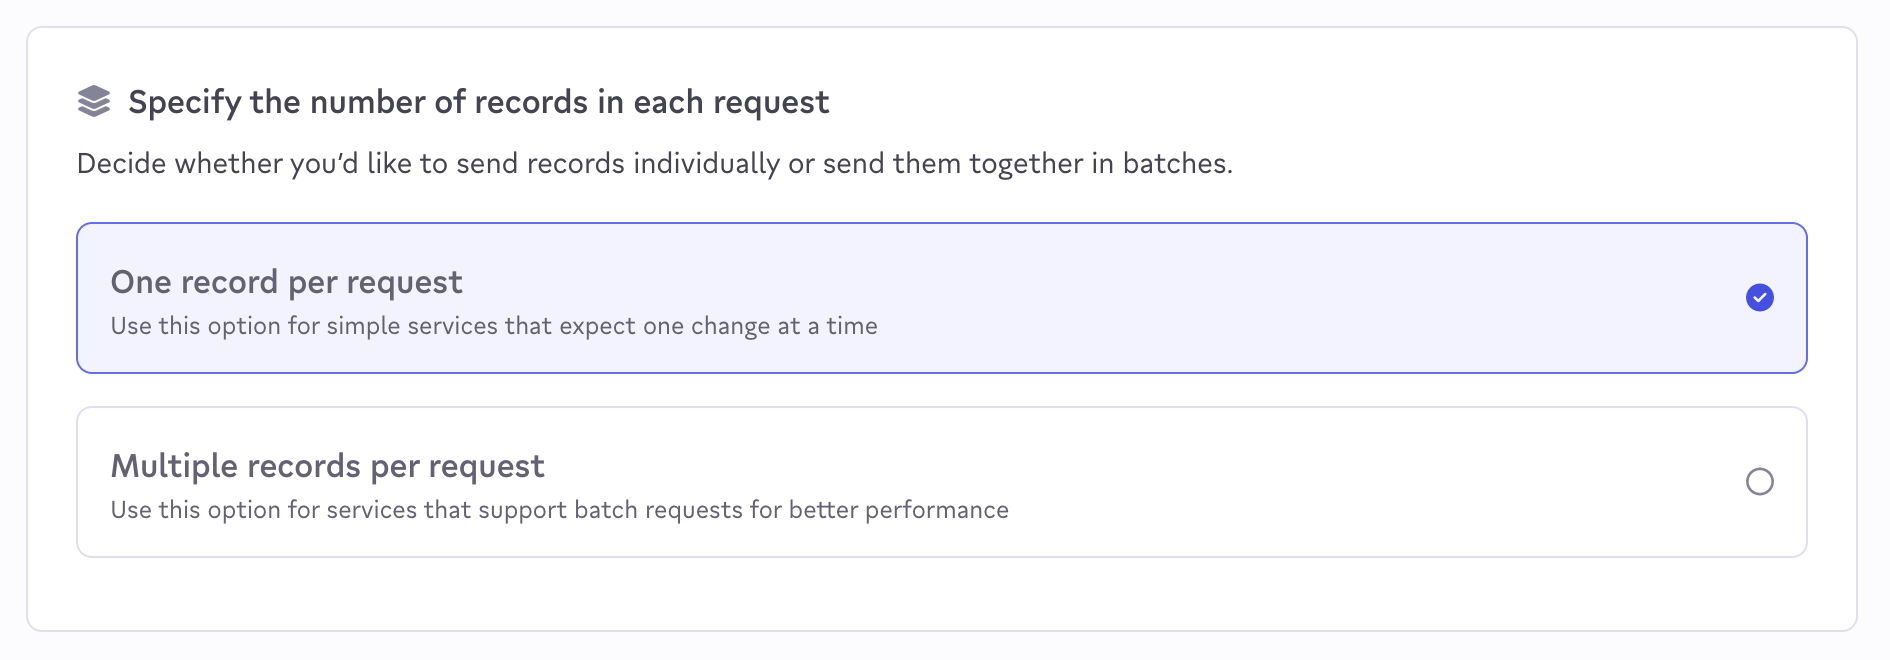 Specify the number of records in each request
Decide whether you’d like to send records individually or send them together in batches.
One record per request
Use this option for simple services that expect one change at a time
Multiple records per request
Use this option for services that support batch requests for better performance